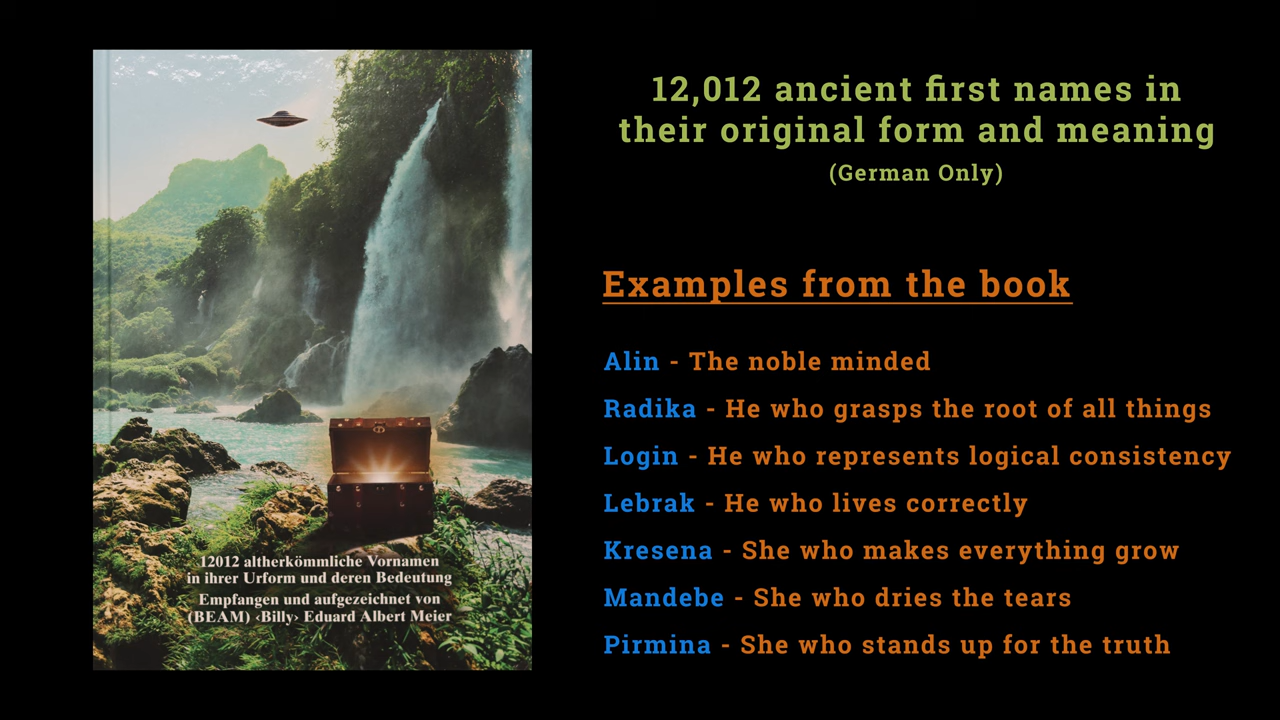 12,012 ancient first names in
their original form and meaning
(German Only)
Examples from the book
Alin - The noble minded
Radika - He who grasps the root of all things
Login - He who represents logical consistency
Lebrak - He who lives correctly
Kresena - She who makes everything grow
Mandebe - She who dries the tears
Pirmina - She who stands up for the truth
12012 altherkömmliche Vornamen
in ihrer Urform und deren Bedeutung
Empfangen und aufgezeichnet von
(BEAM) ‹Billy› Eduard Albert Meier